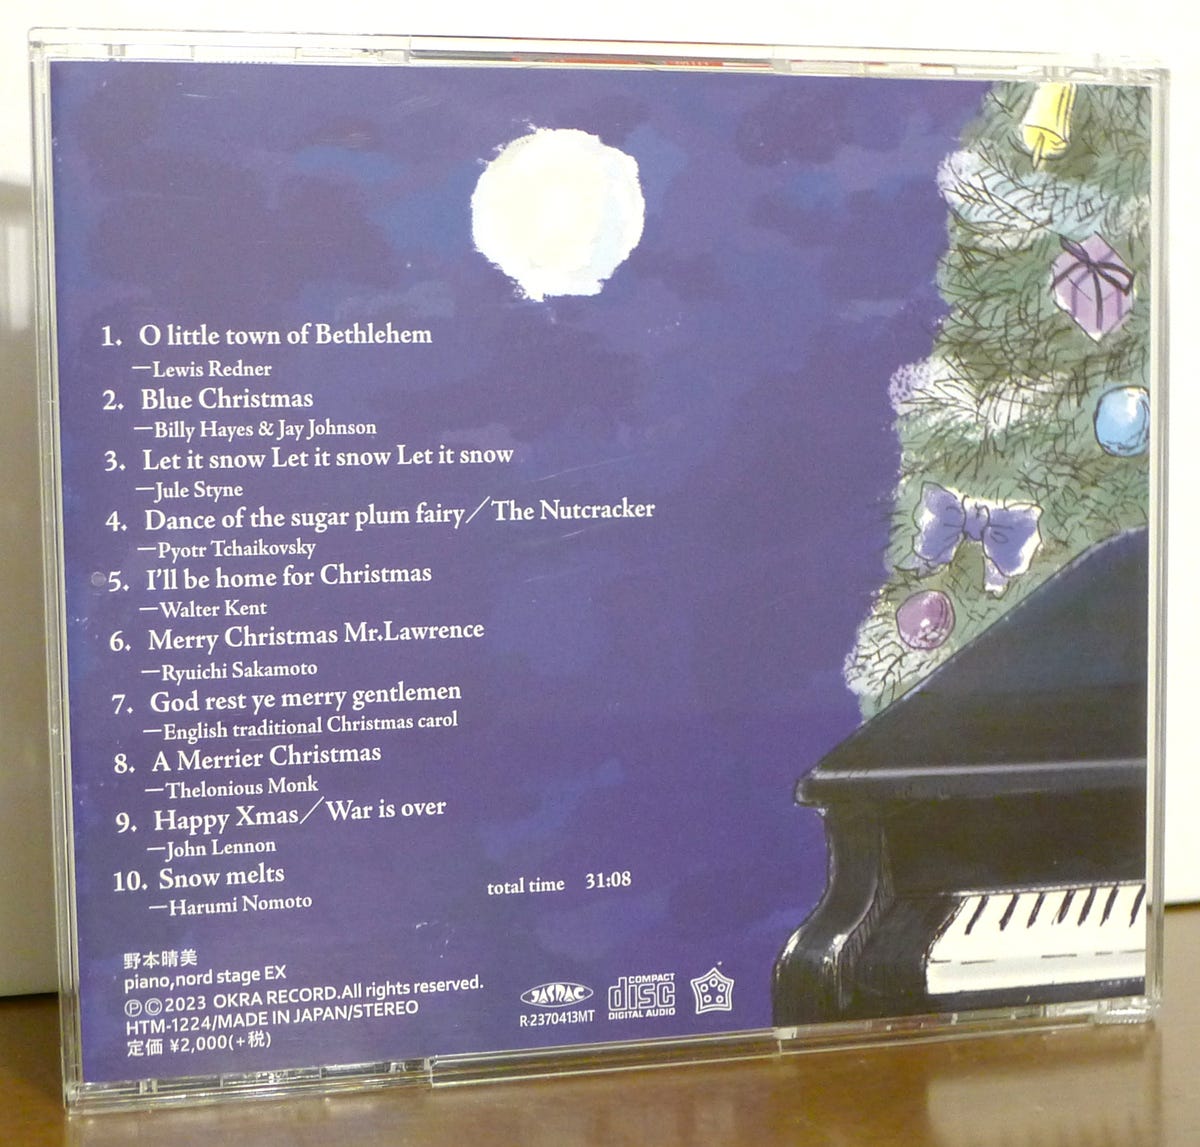 1. O little town of Bethlehem
—Lewis Redner
2. Blue Christmas
—Billy Hayes & Jay Johnson
3. Let it snow Let it snow Let it snow
—Jule Styne
4. Dance of the sugar plum fairy／The Nutcracker
—Pyotr Tchaikovsky
5. I'll be home for Christmas
—Walter Kent
6. Merry Christmas Mr.Lawrence
—Ryuichi Sakamoto
7. God rest ye merry gentlemen
—English traditional Christmas carol
8. A Merrier Christmas
—Thelonious Monk
9. Happy Xmas／War is over
—John Lennon
10. Snow melts
—Harumi Nomoto
total time 31:08
野本晴美
piano,nord stage EX
℗©2023 OKRA RECORD.All rights reserved.
HTM-1224/MADE IN JAPAN/STEREO
定価 ¥2,000(+税)
JASRAC
R-2370413MT
COMPACT
disc
DIGITAL AUDIO